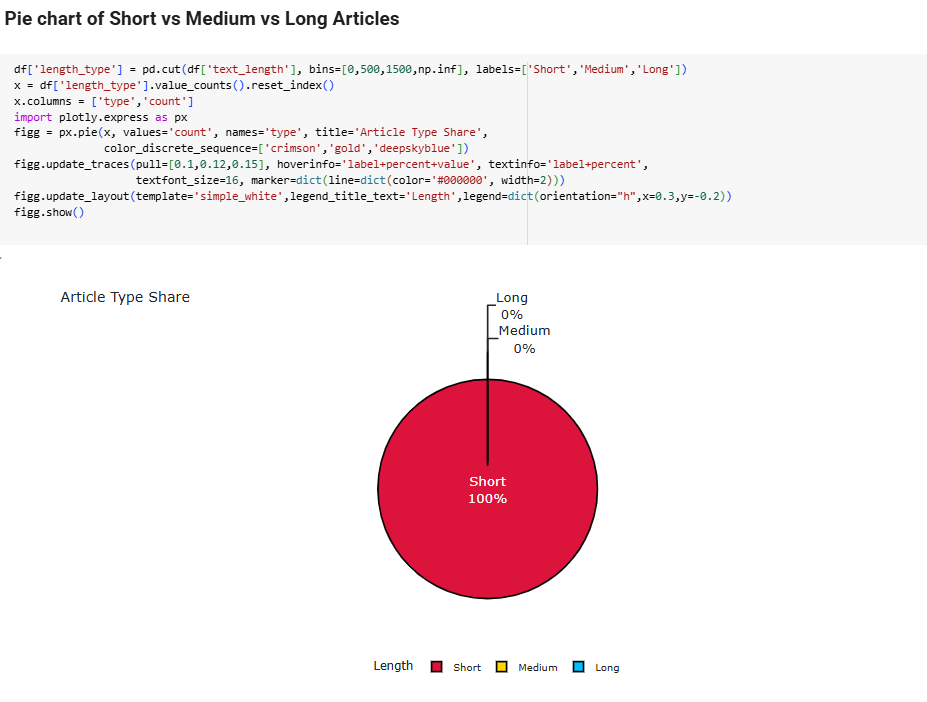 Pie chart of Short vs Medium vs Long Articles
df['length_type'] = pd.cut(df['text_length'], bins=[0,500,1500,np.inf], labels=['Short','Medium','Long'])
x = df['length_type'].value_counts().reset_index()
x.columns = ['type','count']
import plotly.express as px
figg = px.pie(x, values='count', names='type', title='Article Type Share',
color_discrete_sequence=['crimson','gold','deepskyblue'])
figg.update_traces(pull=[0.1,0.12,0.15], hoverinfo='label+percent+value', textinfo='label+percent',
textfont_size=16, marker=dict(line=dict(color='#000000', width=2)))
figg.update_layout(template='simple_white',legend_title_text='Length',legend=dict(orientation="h",x=0.3,y=-0.2))
figg.show()
Article Type Share
Long
0%
Medium
0%
Short
100%
Length Short Medium Long